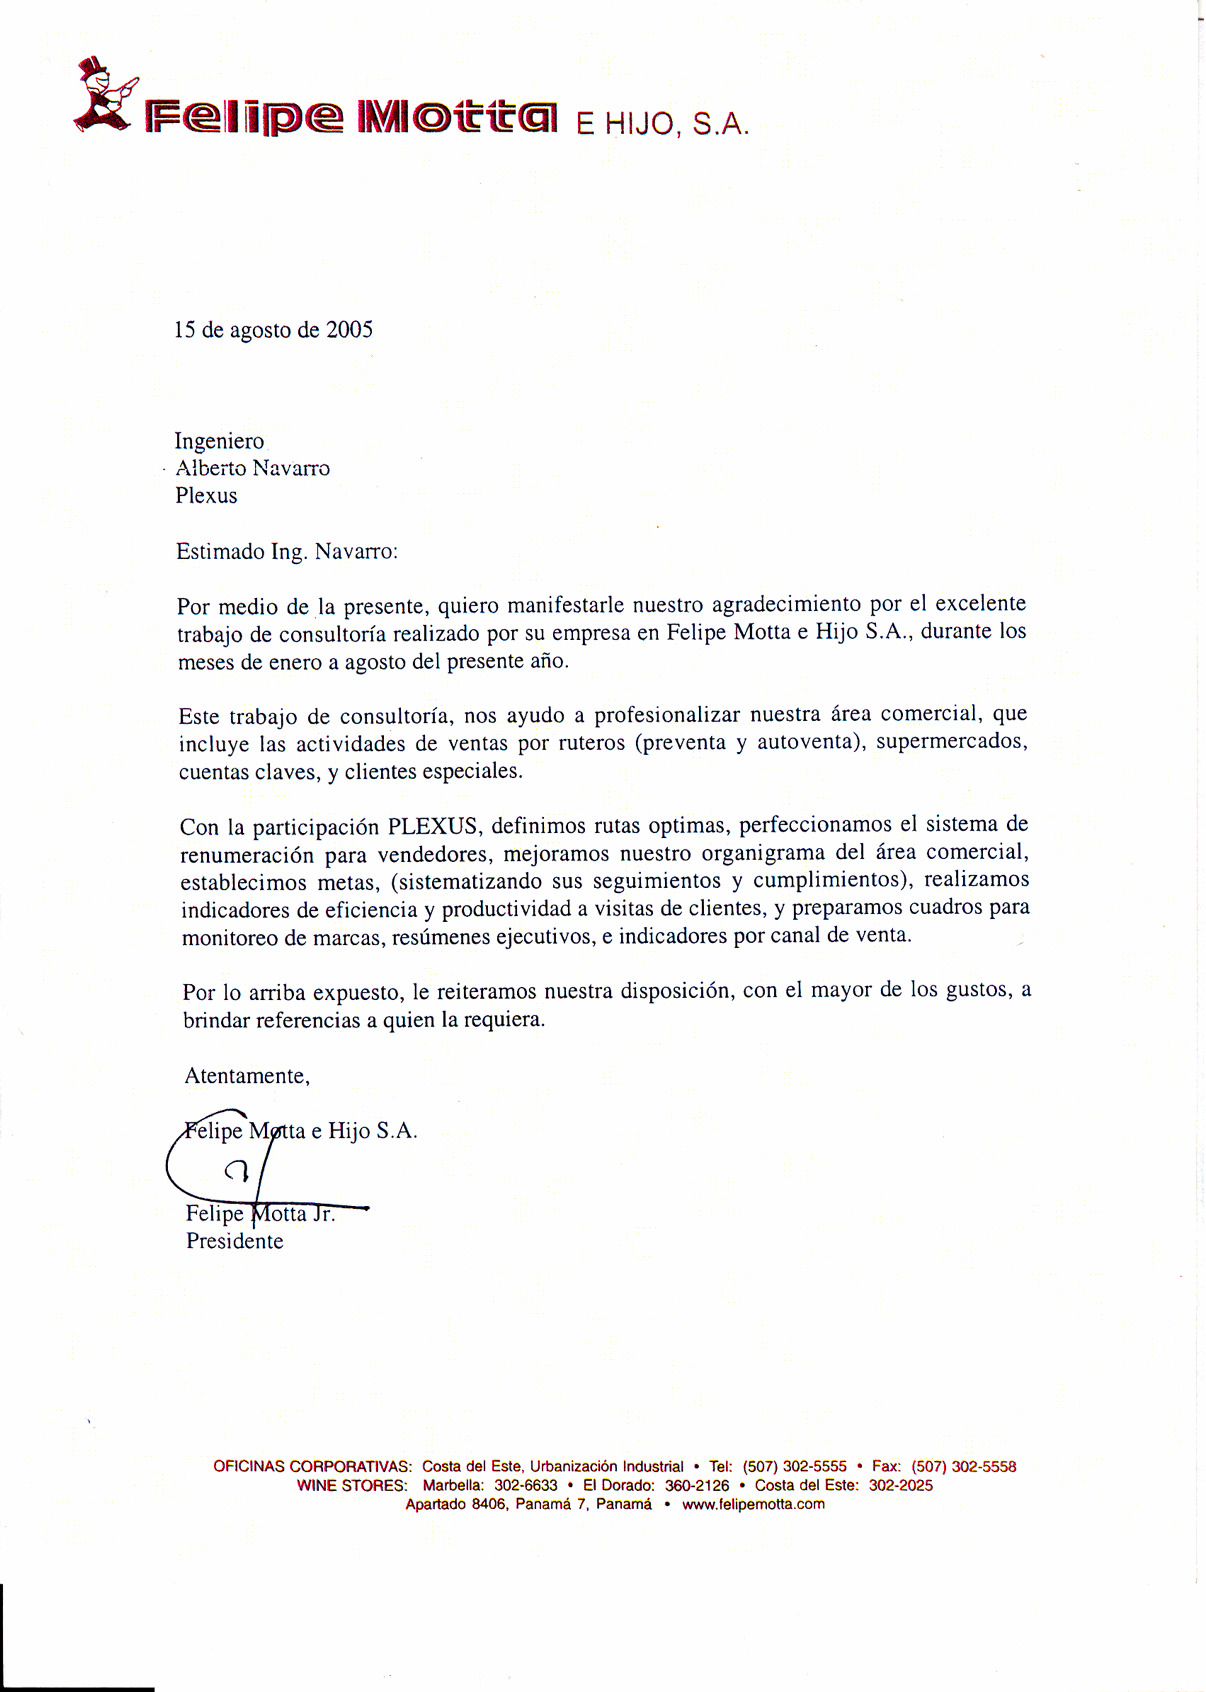 Felipe Motta E HIJO, S.A.
15 de agosto de 2005
Ingeniero
Alberto Navarro
Plexus
Estimado Ing. Navarro:
Por medio de la presente, quiero manifestarle nuestro agradecimiento por el excelente
trabajo de consultoría realizado por su empresa en Felipe Motta e Hijo S.A., durante los
meses de enero a agosto del presente año.
Este trabajo de consultoría, nos ayudo a profesionalizar nuestra área comercial, que
incluye las actividades de ventas por ruteros (preventa y autoventa), supermercados,
cuentas claves, y clientes especiales.
Con la participación PLEXUS, definimos rutas optimas, perfeccionamos el sistema de
renumeración para vendedores, mejoramos nuestro organigrama del área comercial,
establecimos metas, (sistematizando sus seguimientos y cumplimientos), realizamos
indicadores de eficiencia y productividad a visitas de clientes, y preparamos cuadros para
monitoreo de marcas, resúmenes ejecutivos, e indicadores por canal de venta.
Por lo arriba expuesto, le reiteramos nuestra disposición, con el mayor de los gustos, a
brindar referencias a quien la requiera.
Atentamente,
Felipe Motta e Hijo S.A.
Felipe Motta Jr.
Presidente
OFICINAS CORPORATIVAS: Costa del Este, Urbanización Industrial • Tel: (507) 302-5555 • Fax: (507) 302-5558
WINE STORES: Marbella: 302-6633 • El Dorado: 360-2126 • Costa del Este: 302-2025
Apartado 8406, Panamá 7, Panamá • www.felipemotta.com